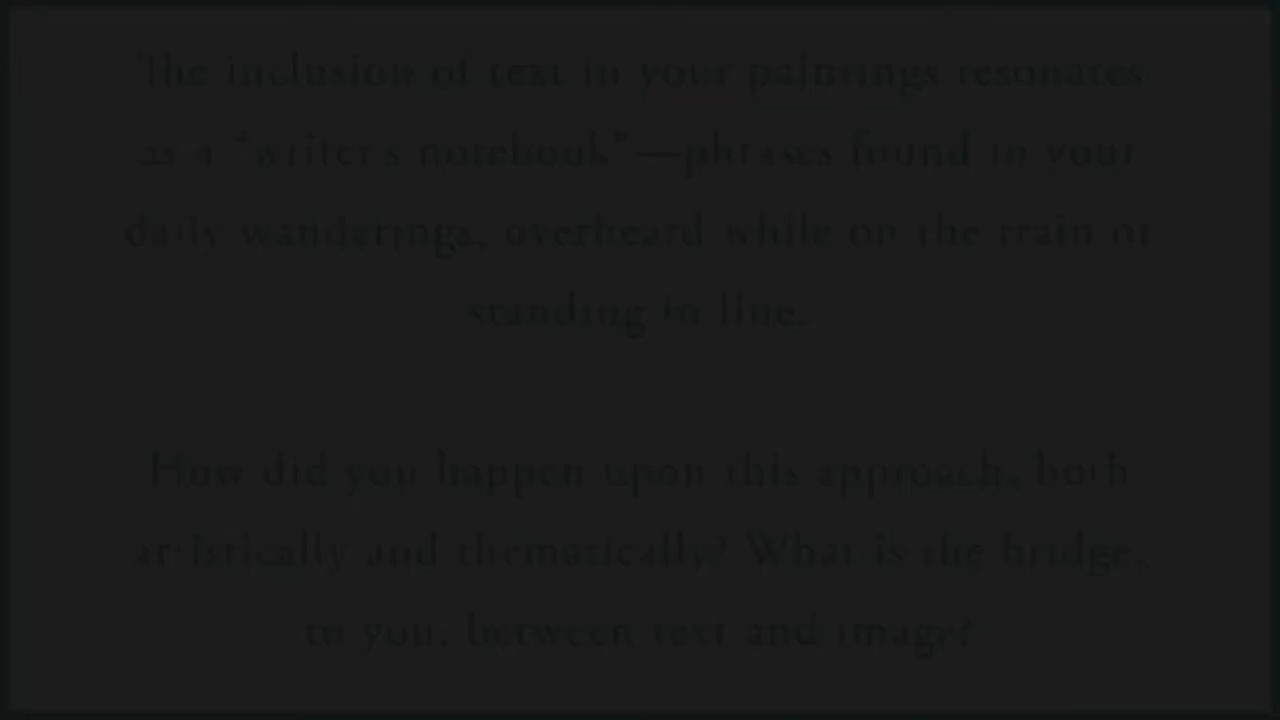 The inclusion of text in your paintings resonates
as a “writer's notebook”—phrases found in your
daily wanderings, overheard while on the train or
standing in line.
How did you happen upon this approach, both
artistically and thematically? What is the bridge,
to you, between text and image?